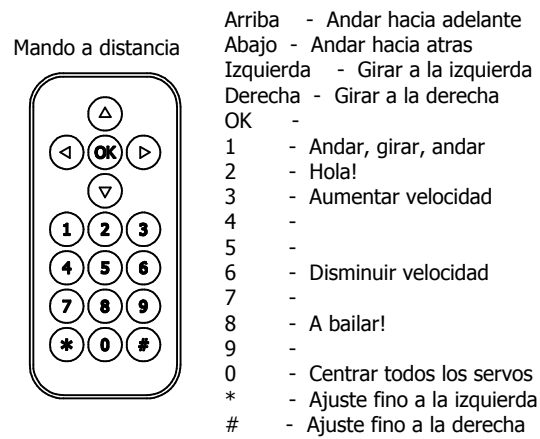 Mando a distancia
OK
1 2 3
4 5 6
7 8 9
* 0 #
Arriba - Andar hacia adelante
Abajo - Andar hacia atras
Izquierda - Girar a la izquierda
Derecha - Girar a la derecha
OK -
1 - Andar, girar, andar
2 - Hola!
3 - Aumentar velocidad
4 -
5 -
6 - Disminuir velocidad
7 -
8 - A bailar!
9 -
0 - Centrar todos los servos
* - Ajuste fino a la izquierda
# - Ajuste fino a la derecha